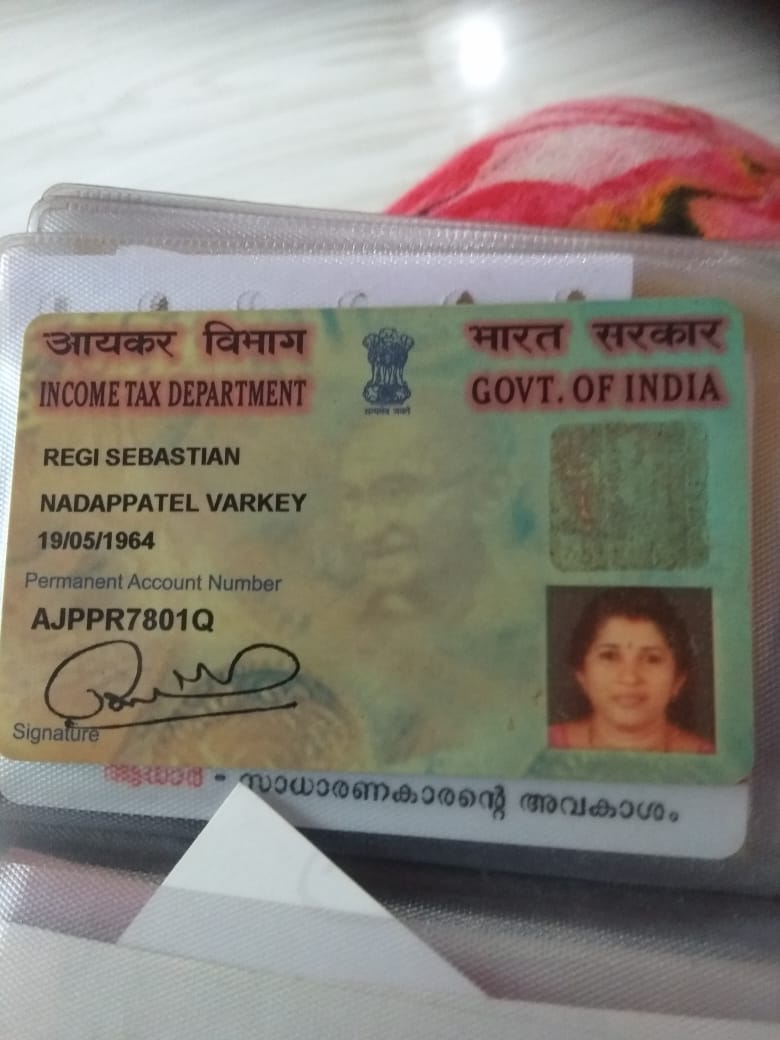 आयकर विभाग
INCOME TAX DEPARTMENT
भारत सरकार
GOVT. OF INDIA
सत्यमेव जयते
REGI SEBASTIAN
NADAPPATEL VARKEY
19/05/1964
Permanent Account Number
AJPPR7801Q
Signature
ആധാർ - സാധാരണകാരന്റെ അവകാശം